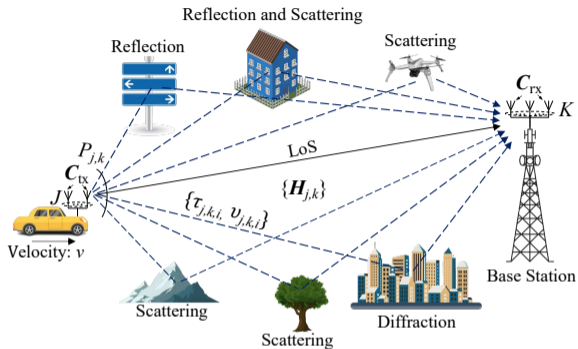 Reflection and Scattering
Reflection
Scattering
C_rx
K
P_{j,k}
LoS
C_tx
J
{H_{j,k}}
{τ_{j,k,i}, υ_{j,k,i}}
Velocity: v
Base Station
Scattering
Scattering
Diffraction